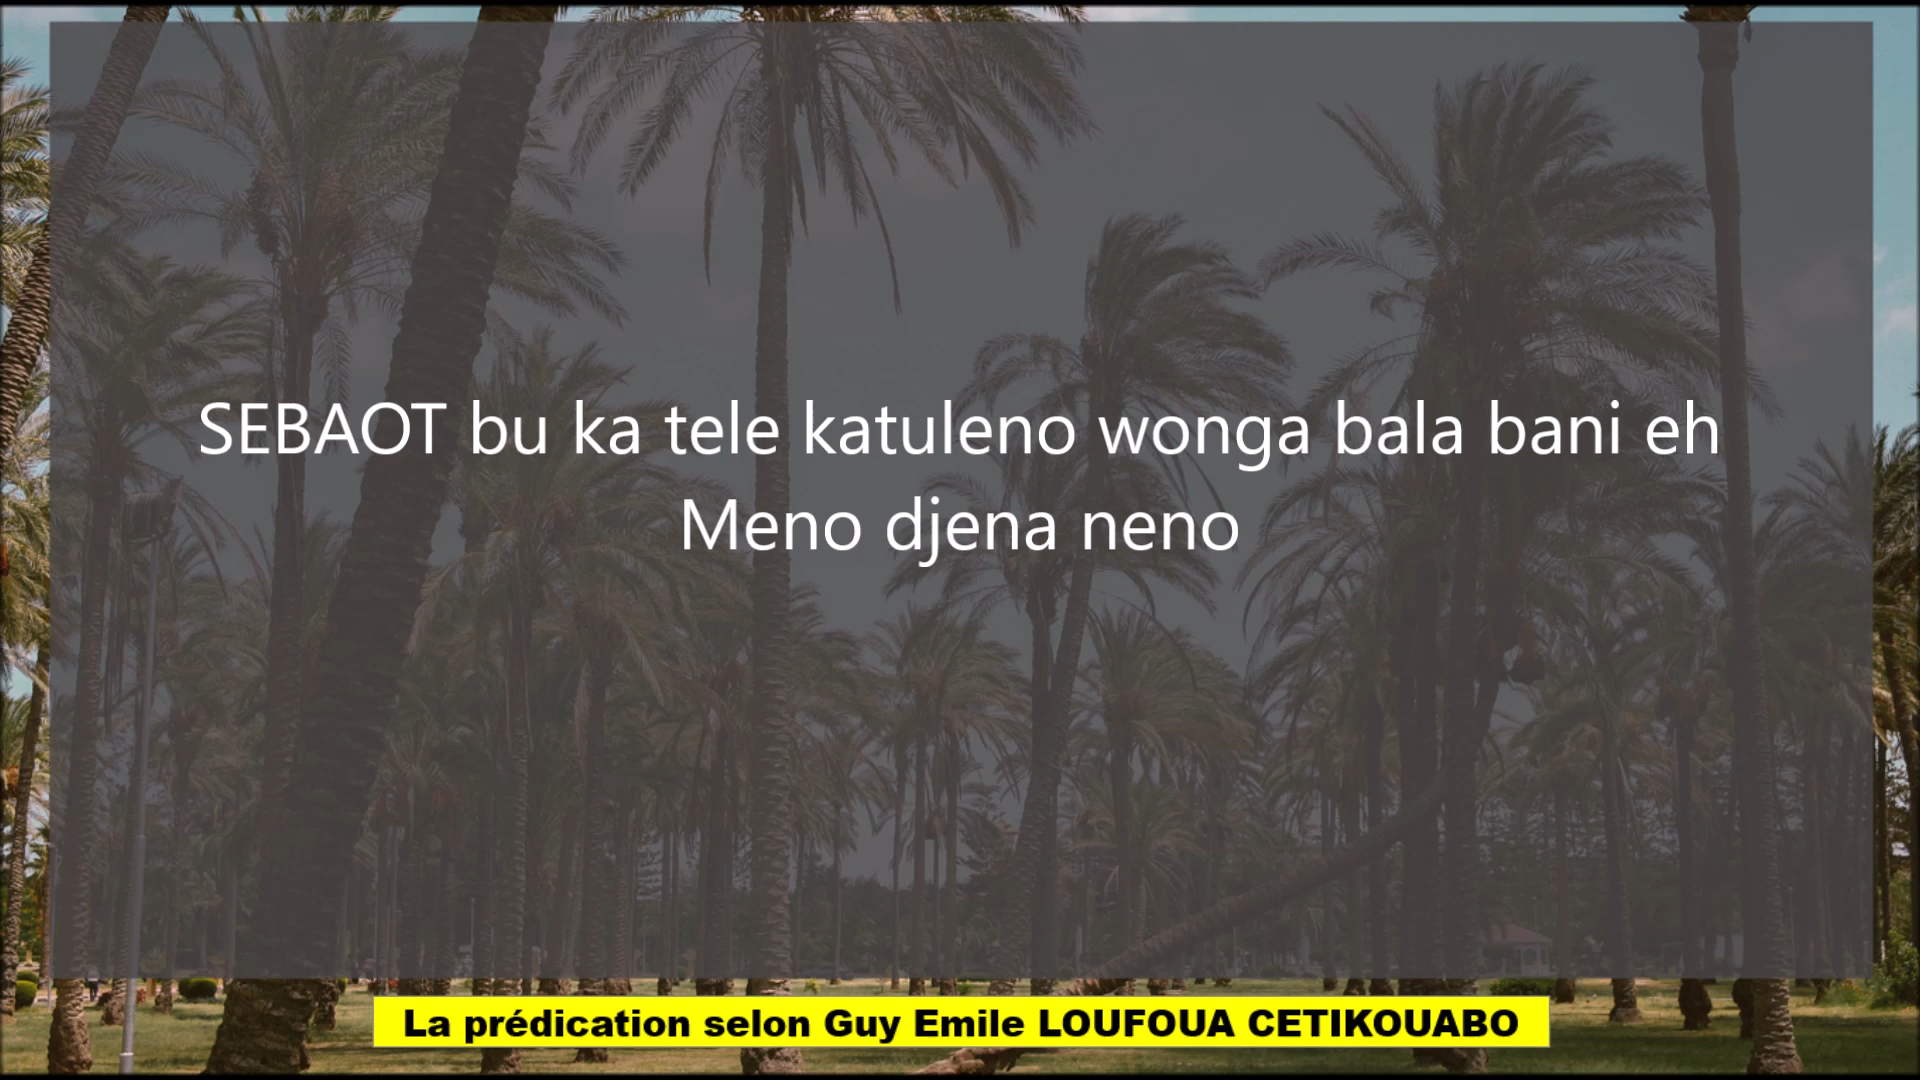 SEBAOT bu ka tele katuleno wonga bala bani eh
Meno djena neno
La prédication selon Guy Emile LOUFOUA CETIKOUABO